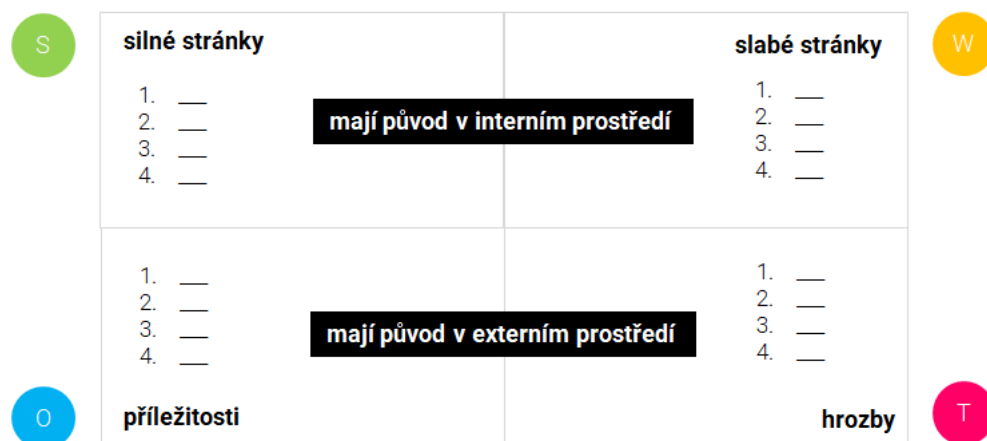 S
silné stránky
1. ___
2. ___
3. ___
4. ___
mají původ v interním prostředí
slabé stránky
1. ___
2. ___
3. ___
4. ___
W
1. ___
2. ___
3. ___
4. ___
mají původ v externím prostředí
1. ___
2. ___
3. ___
4. ___
O
příležitosti
hrozby
T